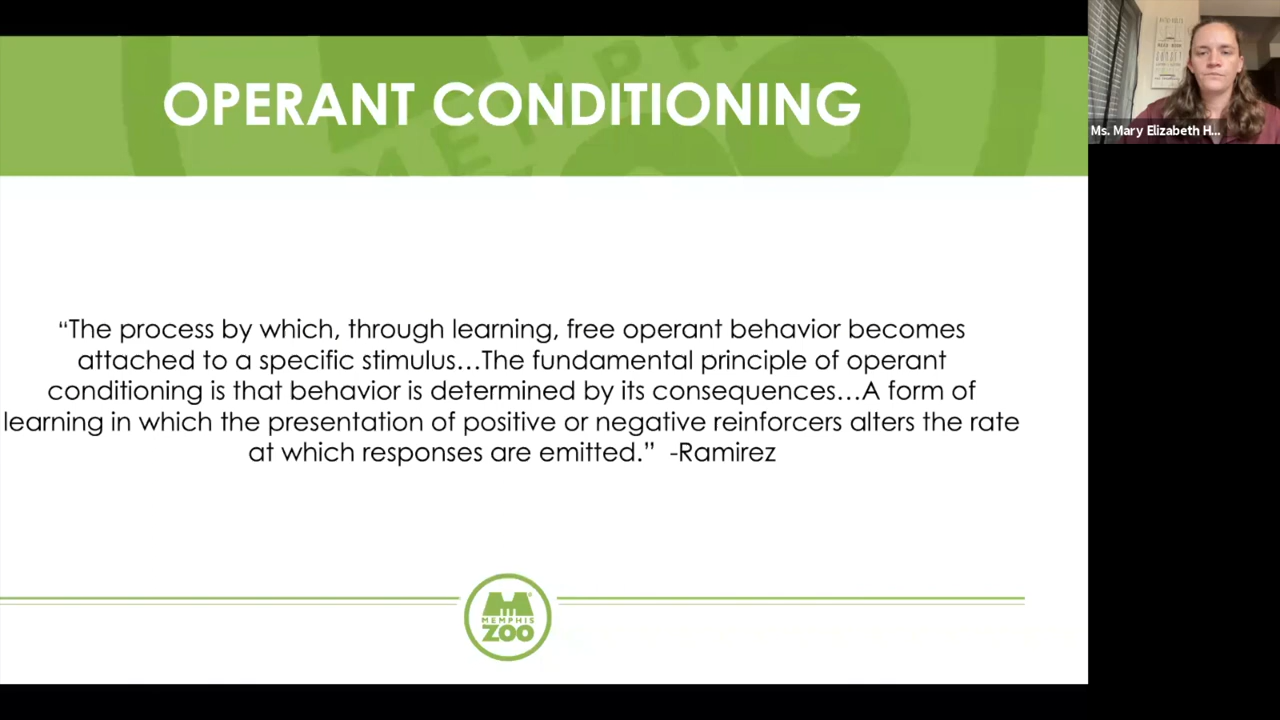 OPERANT CONDITIONING
“The process by which, through learning, free operant behavior becomes
attached to a specific stimulus…The fundamental principle of operant
conditioning is that behavior is determined by its consequences…A form of
learning in which the presentation of positive or negative reinforcers alters the rate
at which responses are emitted.” -Ramirez
MEMPHIS
ZOO
Ms. Mary Elizabeth H...